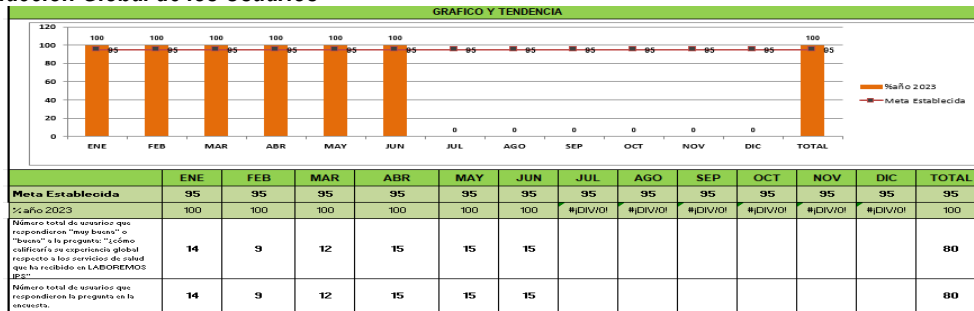 Global de los Usuarios
GRAFICO Y TENDENCIA
120
100
80
60
40
20
0
100 100 100 100 100 100 0 0 0 0 0 0 100
95 95 95 95 95 95 95 95 95 95 95 95 95
ENE FEB MAR ABR MAY JUN JUL AGO SEP OCT NOV DIC TOTAL
%año 2023
Meta Establecida
ENE FEB MAR ABR MAY JUN JUL AGO SEP OCT NOV DIC TOTAL
Meta Establecida 95 95 95 95 95 95 95 95 95 95 95 95 95
% año 2023 100 100 100 100 100 100 #¡DIV/0! #¡DIV/0! #¡DIV/0! #¡DIV/0! #¡DIV/0! #¡DIV/0! 100
Número total de usuarios que
respondieron "muy buena" o
"buena" a la pregunta: "¿cómo
calificaría su experiencia global
respecto a los servicios de salud
que ha recibido en LABOREMOS
IPS"
14 9 12 15 15 15 80
Número total de usuarios que
respondieron la pregunta en la
encuesta.
14 9 12 15 15 15 80